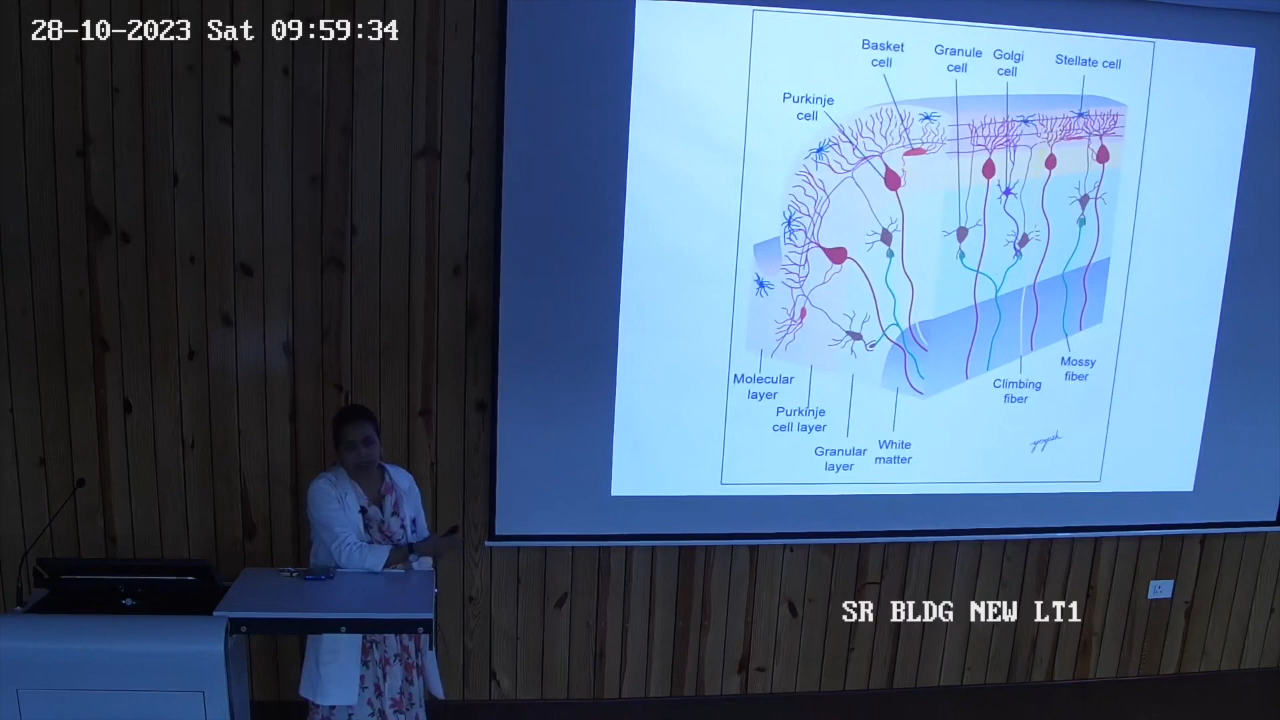 28-10-2023 Sat 09:59:34
Basket
cell
Granule
cell
Golgi
cell
Stellate cell
Purkinje
cell
Molecular
layer
Purkinje
cell layer
Granular
layer
White
matter
Climbing
fiber
Mossy
fiber
SR BLDG NEW LT1